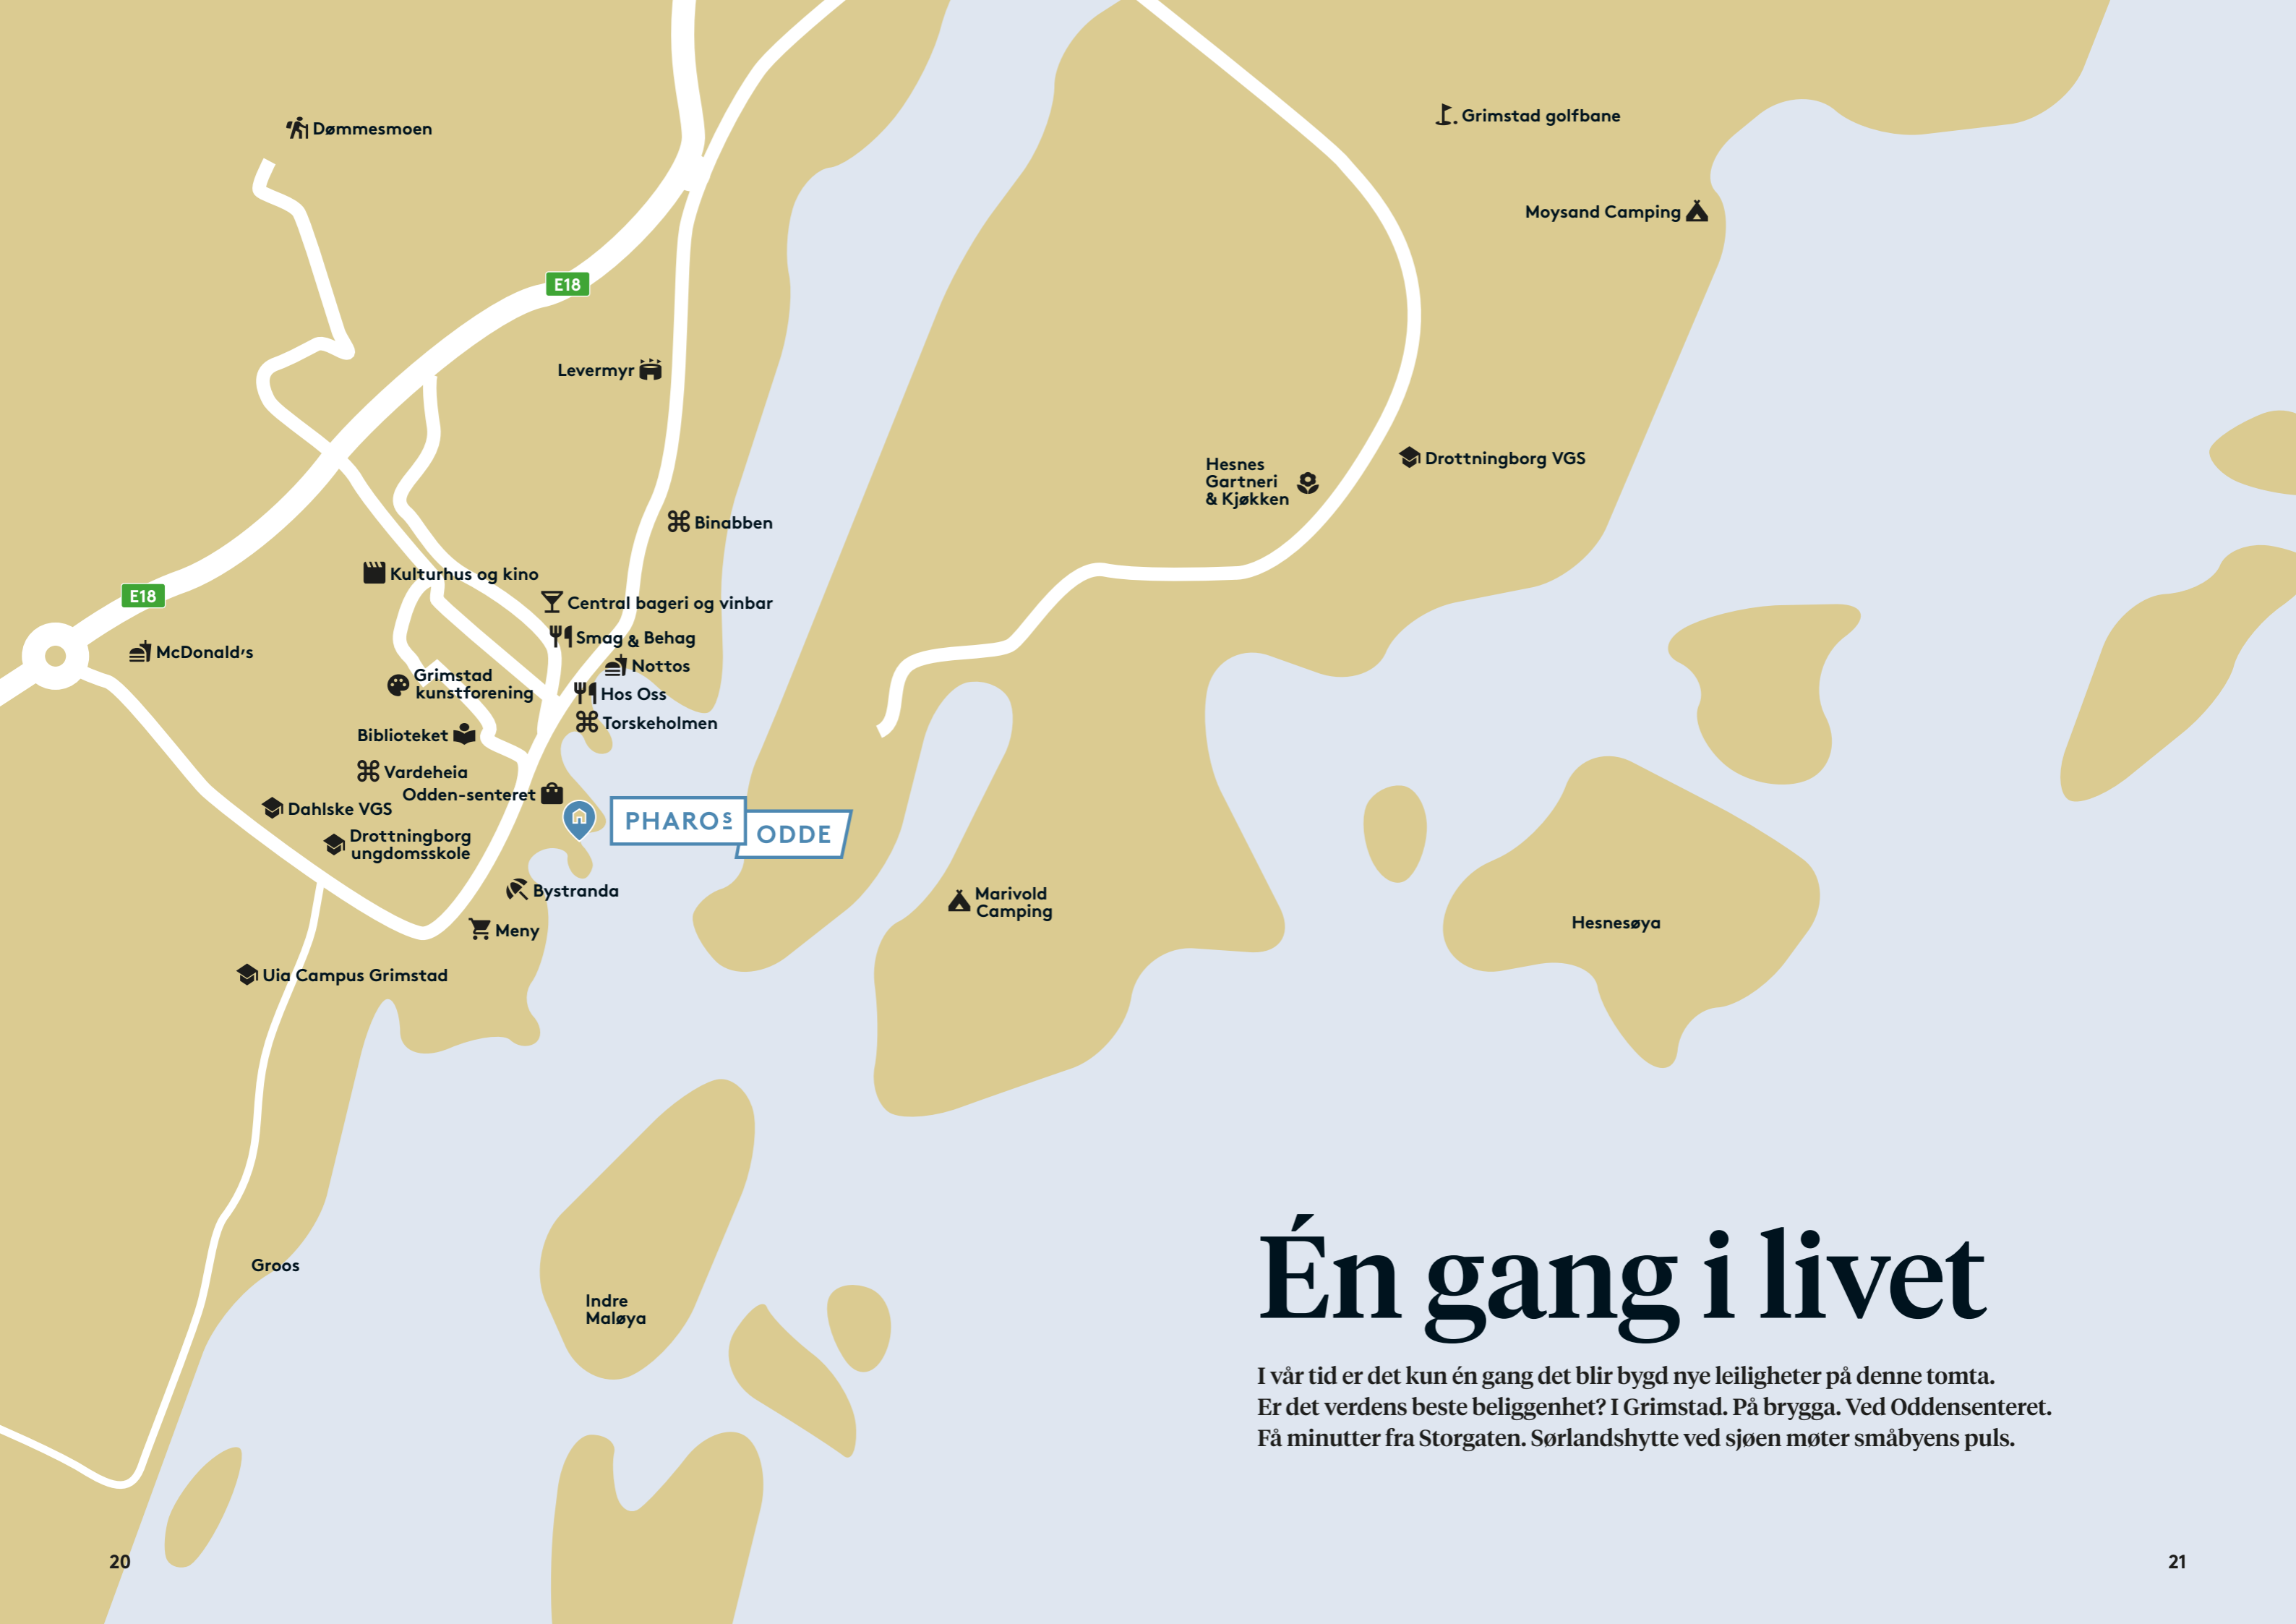 Dømmesmoen
Grimstad golfbane
Moysand Camping
E18
Levermyr
Drottningborg VGS
Hesnes
Gartneri
& Kjøkken
Binabben
Kulturhus og kino
E18
Central bageri og vinbar
Smag & Behag
McDonald's
Nottos
Grimstad
kunstforening
Hos Oss
Torskeholmen
Biblioteket
Vardeheia
Odden-senteret
Dahlske VGS
PHAROS
ODDE
Drottningborg
ungdomsskole
Bystranda
Marivold
Camping
Meny
Hesnesøya
Uia Campus Grimstad
Groos
Indre
Maløya
Én gang i livet
I vår tid er det kun én gang det blir bygd nye leiligheter på denne tomta.
Er det verdens beste beliggenhet? I Grimstad. På brygga. Ved Oddensenteret.
Få minutter fra Storgaten. Sørlandshytte ved sjøen møter småbyens puls.
20
21